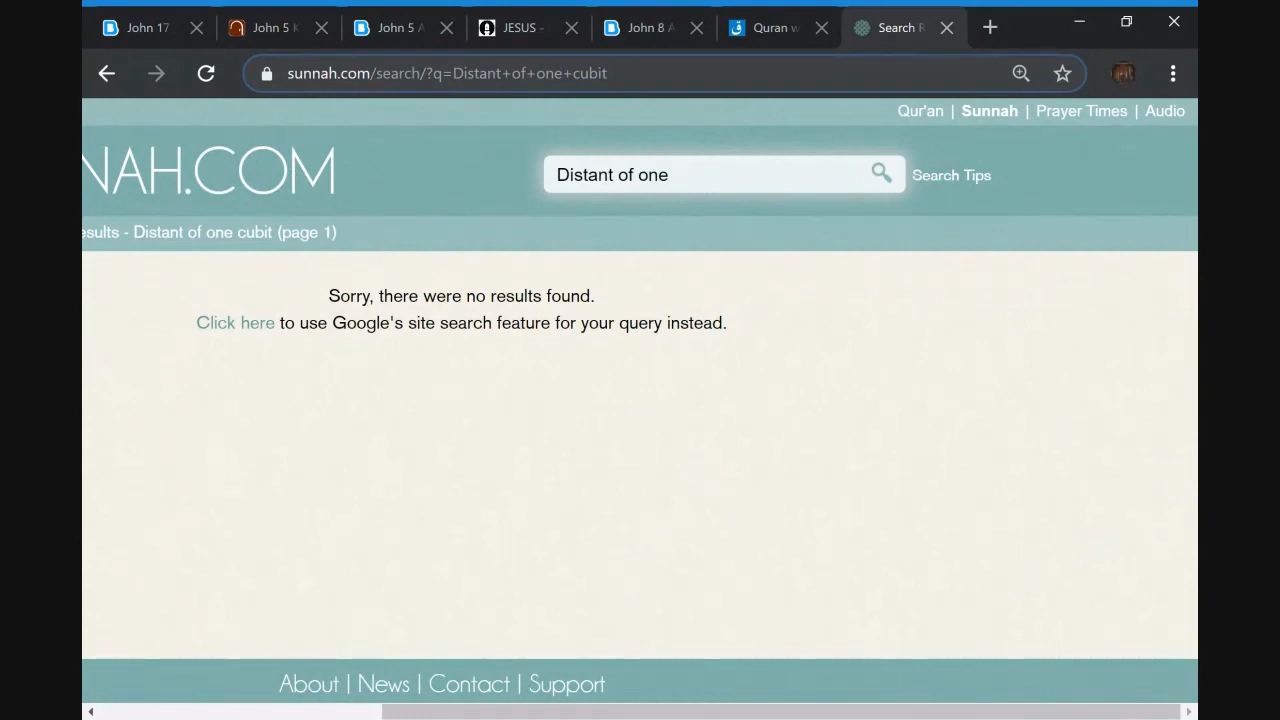 John 17
John 5 K
John 5 A
JESUS -
John 8 A
Quran w
Search R
sunnah.com/search/?q=Distant+of+one+cubit
Qur'an | Sunnah | Prayer Times | Audio
NAH.COM
Distant of one
Search Tips
esults - Distant of one cubit (page 1)
Sorry, there were no results found.
Click here to use Google's site search feature for your query instead.
About | News | Contact | Support